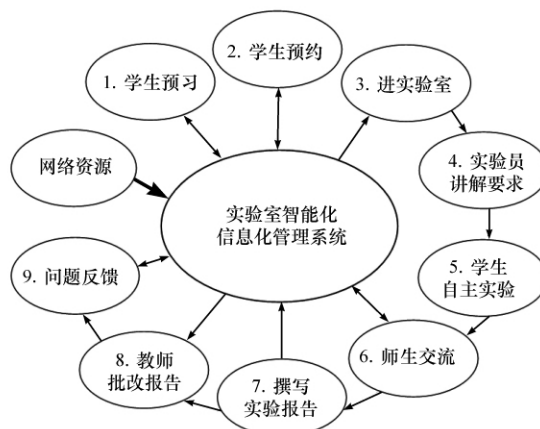 1. 学生预习
2. 学生预约
3. 进实验室
网络资源
4. 实验员
讲解要求
实验室智能化
信息化管理系统
9. 问题反馈
5. 学生
自主实验
8. 教师
批改报告
7. 撰写
实验报告
6. 师生交流